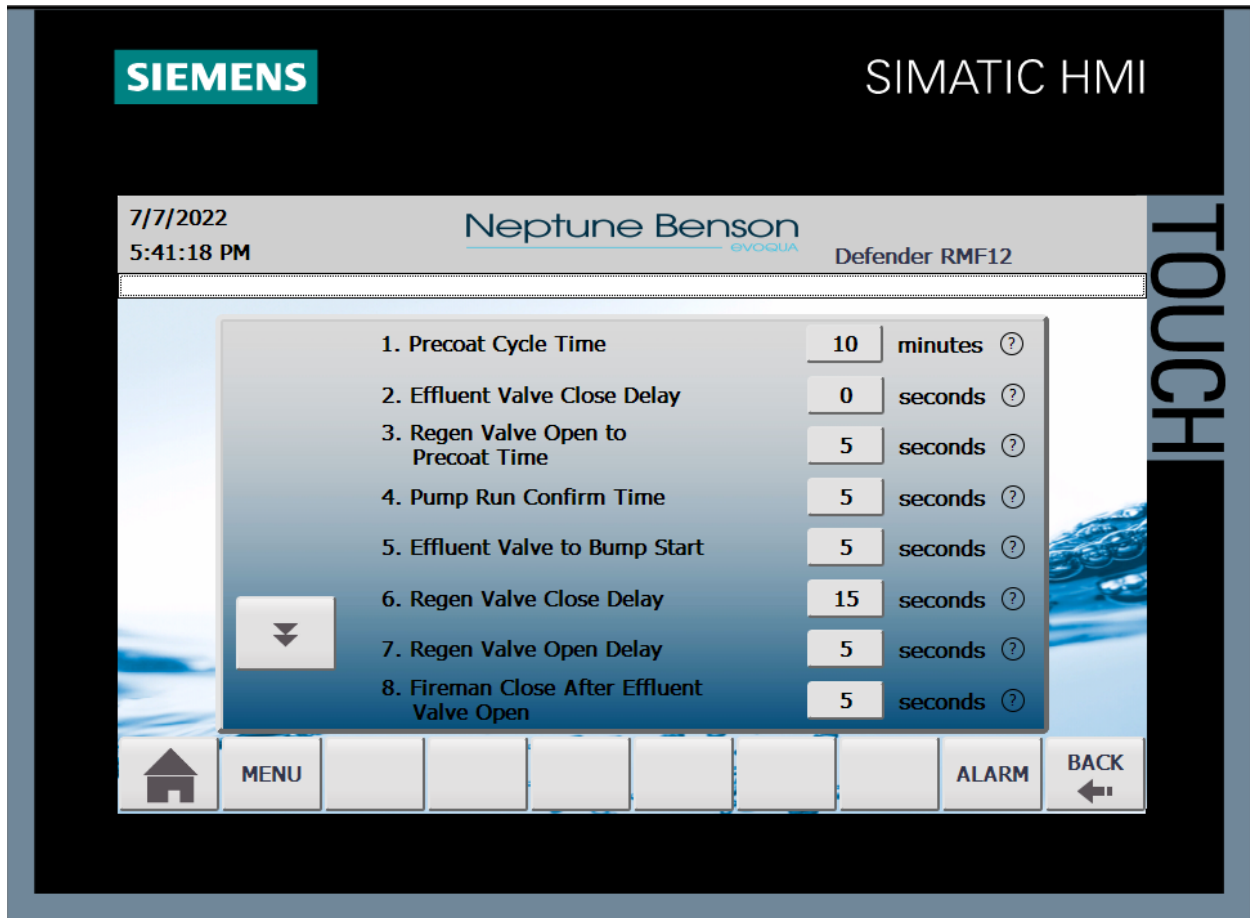 SIEMENS
SIMATIC HMI
TOUCH
7/7/2022
5:41:18 PM
Neptune Benson
evoqua
Defender RMF12
1. Precoat Cycle Time 10 minutes ?
2. Effluent Valve Close Delay 0 seconds ?
3. Regen Valve Open to
Precoat Time 5 seconds ?
4. Pump Run Confirm Time 5 seconds ?
5. Effluent Valve to Bump Start 5 seconds ?
6. Regen Valve Close Delay 15 seconds ?
7. Regen Valve Open Delay 5 seconds ?
8. Fireman Close After Effluent
Valve Open 5 seconds ?
MENU
ALARM
BACK